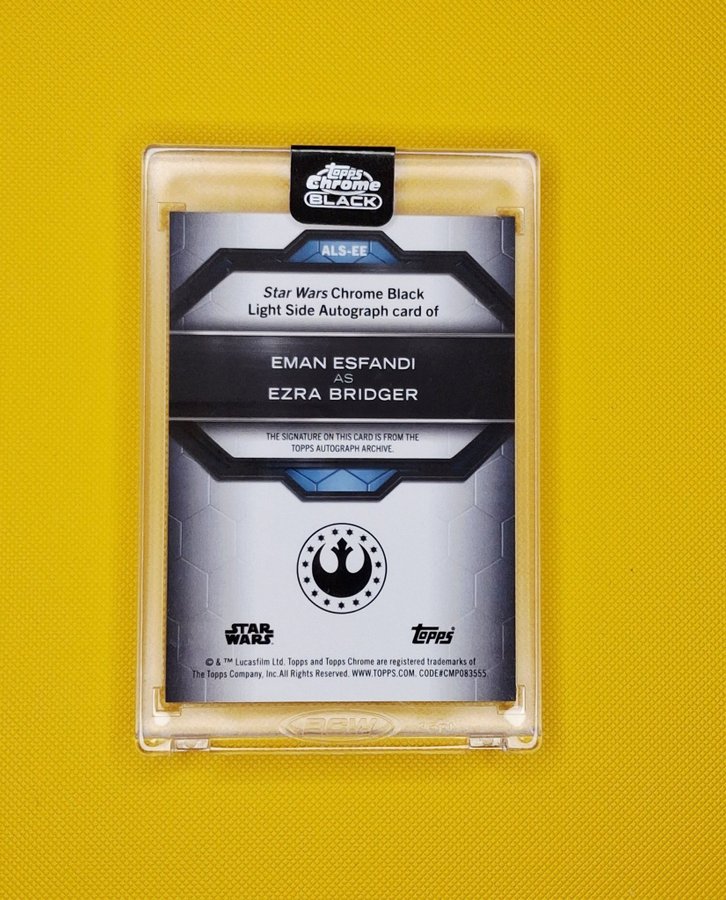 Topps
Chrome
BLACK
ALS-EE
Star Wars Chrome Black
Light Side Autograph card of
EMAN ESFANDI
AS
EZRA BRIDGER
THE SIGNATURE ON THIS CARD IS FROM THE
TOPPS AUTOGRAPH ARCHIVE.
STAR WARS Topps
© & ™ Lucasfilm Ltd. Topps and Topps Chrome are registered trademarks of
The Topps Company, Inc.All Rights Reserved. WWW.TOPPS.COM. CODE#CMP083555
BCW